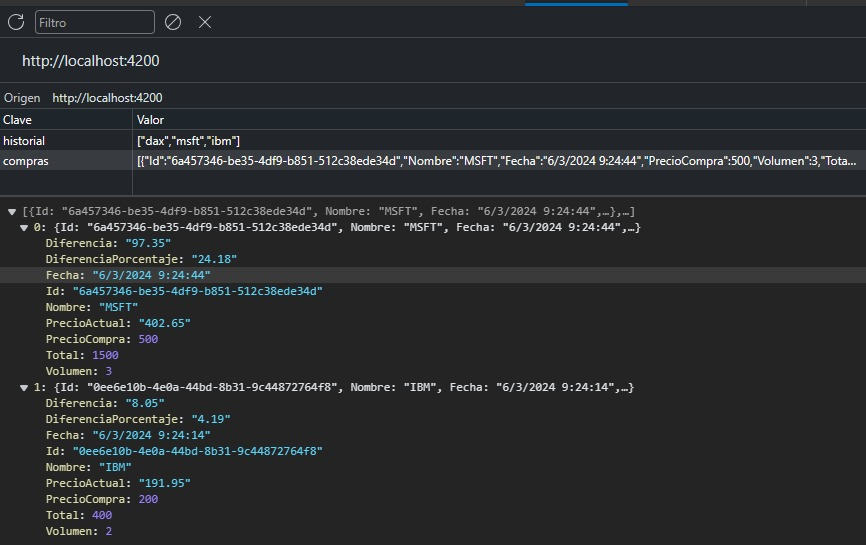 Filtro
http://localhost:4200
Origen http://localhost:4200
Clave Valor
historial ["dax","msft","ibm"]
compras [{"Id":"6a457346-be35-4df9-b851-512c38ede34d","Nombre":"MSFT","Fecha":"6/3/2024 9:24:44","PrecioCompra":500,"Volumen":3,"Tota...
[{Id: "6a457346-be35-4df9-b851-512c38ede34d", Nombre: "MSFT", Fecha: "6/3/2024 9:24:44",…},…]
0: {Id: "6a457346-be35-4df9-b851-512c38ede34d", Nombre: "MSFT", Fecha: "6/3/2024 9:24:44",…}
Diferencia: "97.35"
DiferenciaPorcentaje: "24.18"
Fecha: "6/3/2024 9:24:44"
Id: "6a457346-be35-4df9-b851-512c38ede34d"
Nombre: "MSFT"
PrecioActual: "402.65"
PrecioCompra: 500
Total: 1500
Volumen: 3
1: {Id: "0ee6e10b-4e0a-44bd-8b31-9c44872764f8", Nombre: "IBM", Fecha: "6/3/2024 9:24:14",…}
Diferencia: "8.05"
DiferenciaPorcentaje: "4.19"
Fecha: "6/3/2024 9:24:14"
Id: "0ee6e10b-4e0a-44bd-8b31-9c44872764f8"
Nombre: "IBM"
PrecioActual: "191.95"
PrecioCompra: 200
Total: 400
Volumen: 2